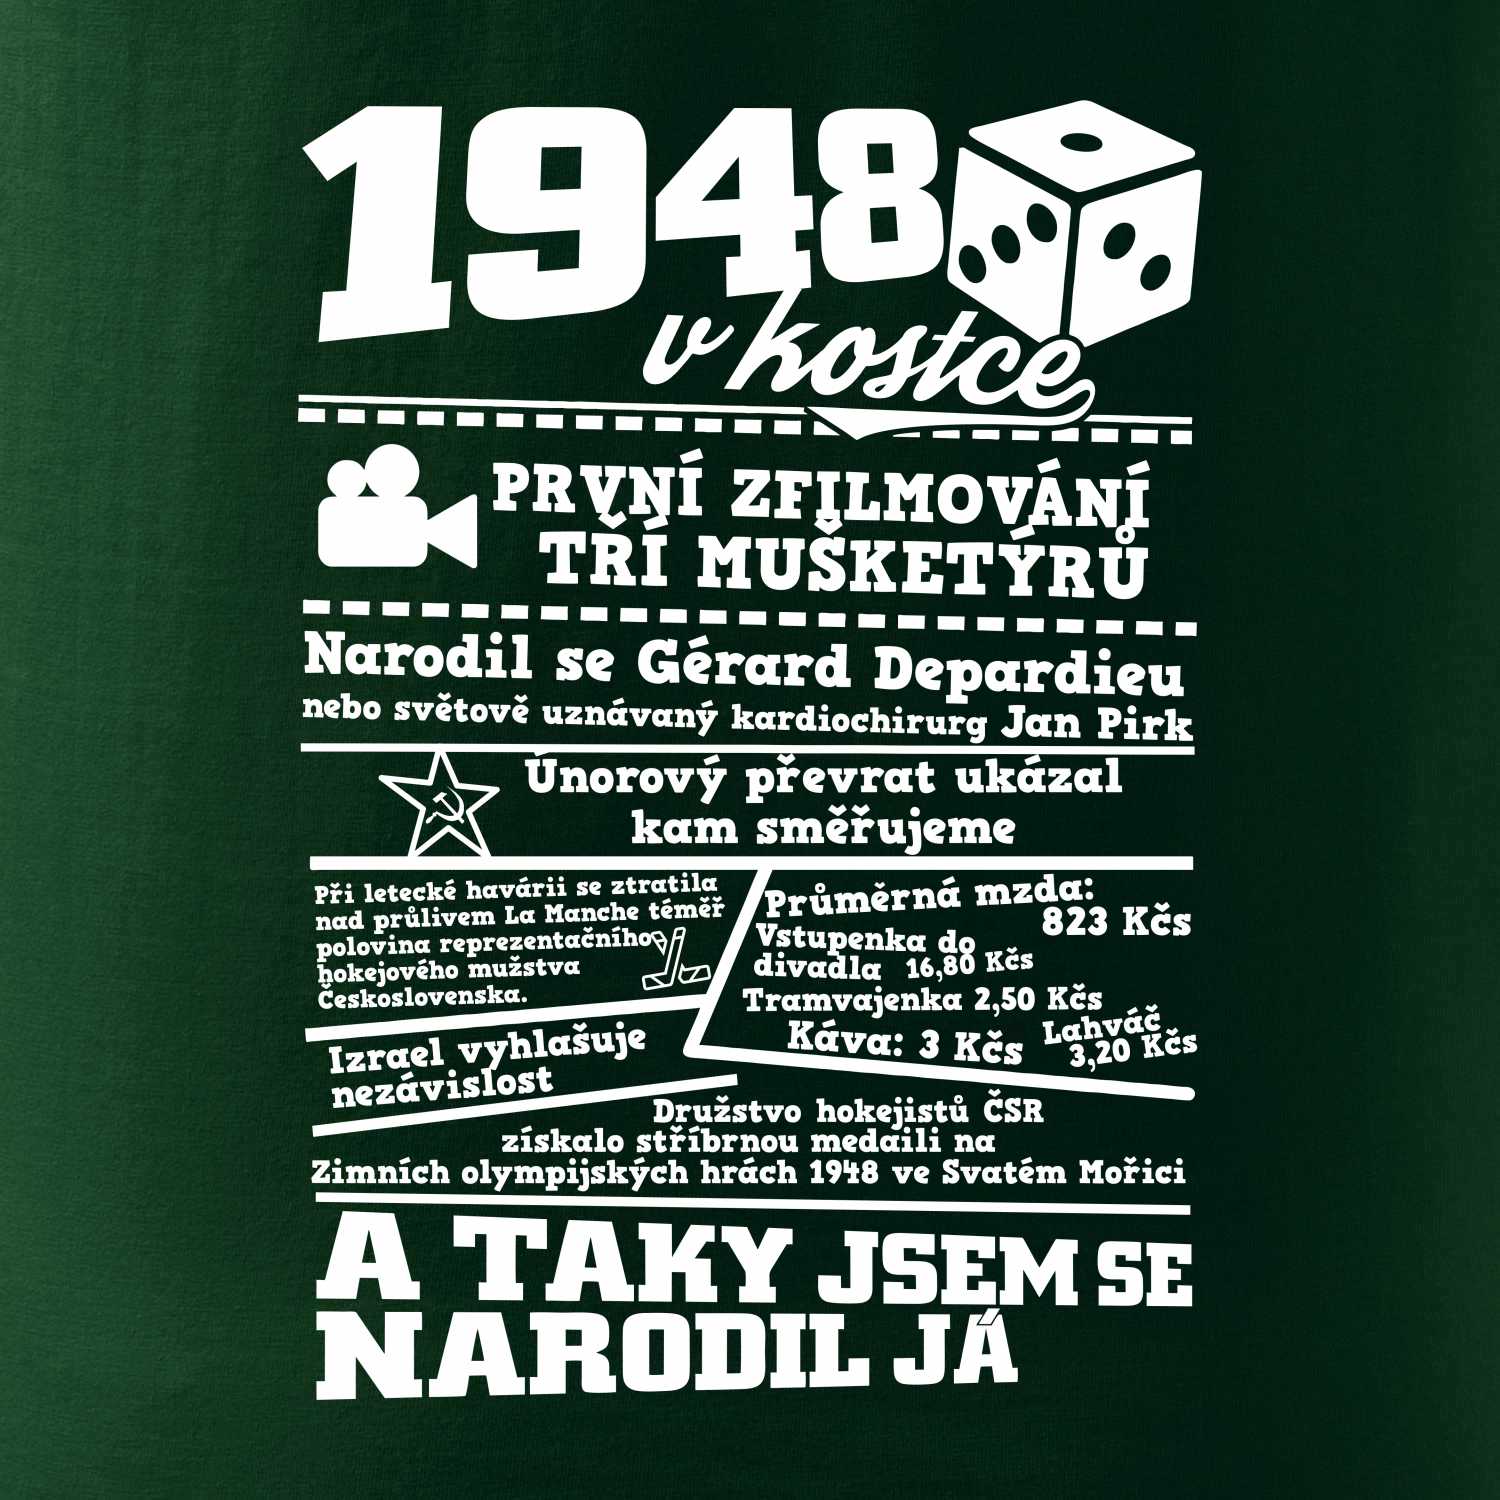 1948
v kostce
PRVNÍ ZFILMOVÁNÍ
TŘÍ MUŠKETÝRŮ
Narodil se Gérard Depardieu
nebo světově uznávaný kardiochirurg Jan Pirk
Únorový převrat ukázal
kam směřujeme
Při letecké havárii se ztratila
nad průlivem La Manche téměř
polovina reprezentačního
hokejového mužstva
Československa.
Průměrná mzda:
823 Kčs
Vstupenka do
divadla 16,80 Kčs
Tramvajenka 2,50 Kčs
Káva: 3 Kčs
Lahváč
3,20 Kčs
Izrael vyhlašuje
nezávislost
Družstvo hokejistů ČSR
získalo stříbrnou medaili na
Zimních olympijských hrách 1948 ve Svatém Mořici
A TAKY JSEM SE
NARODIL JÁ